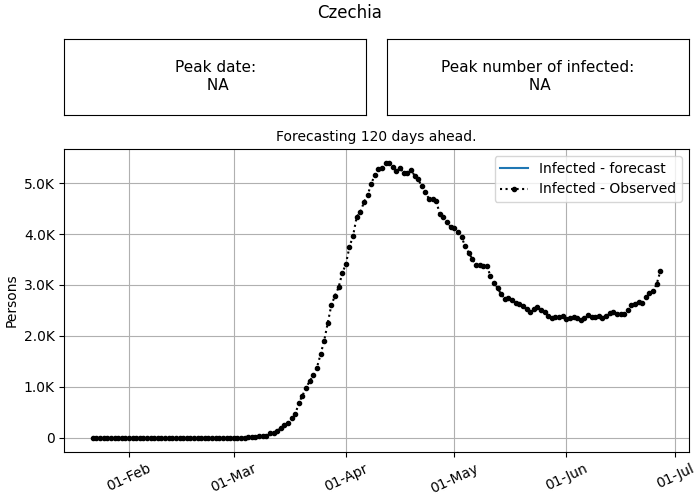 Czechia
Peak date:
NA
Peak number of infected:
NA
Forecasting 120 days ahead.
Infected - forecast
Infected - Observed
5.0K
4.0K
3.0K
2.0K
1.0K
0
Persons
01-Feb
01-Mar
01-Apr
01-May
01-Jun
01-Jul